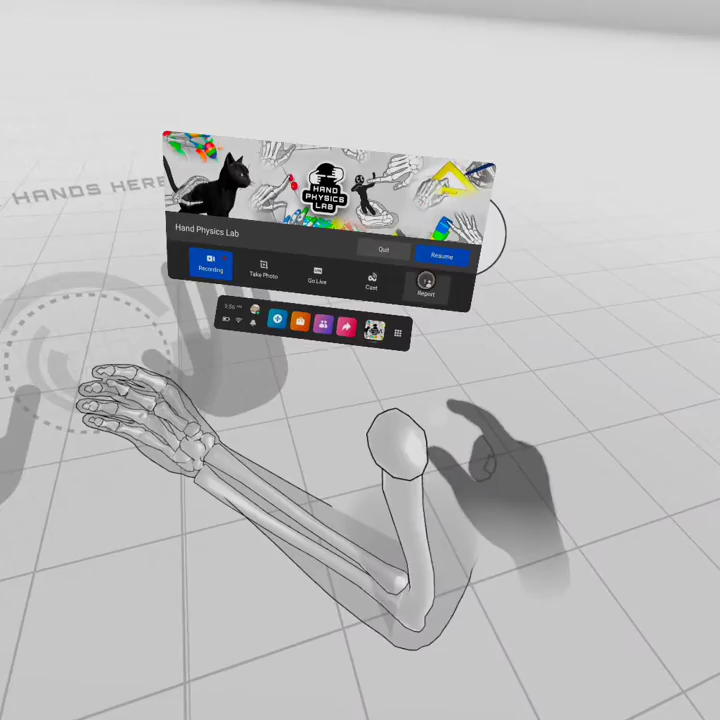 HANDS HERE
HAND
PHYSICS
LAB
Hand Physics Lab
Quit
Resume
Recording
Take Photo
Go Live
Cast
Report